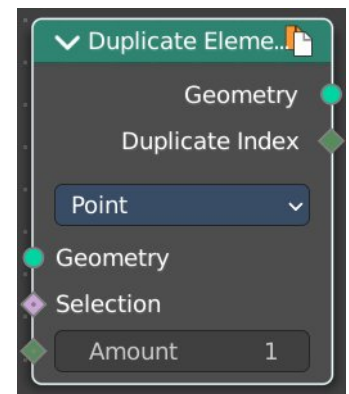 Duplicate Eleme..
Geometry
Duplicate Index
Point
Geometry
Selection
Amount 1